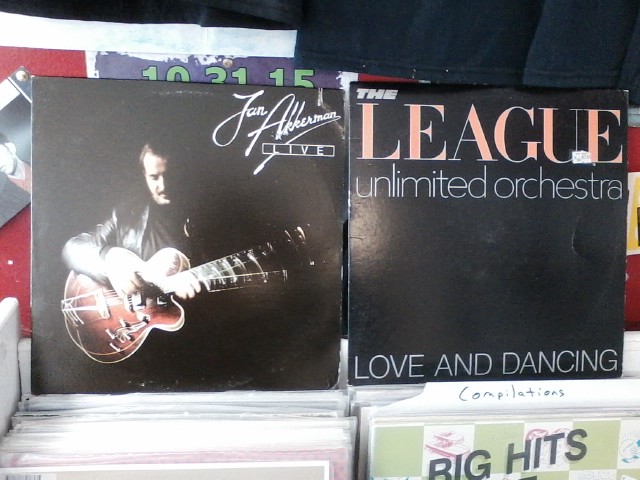 10.31.15
Jan
Akkerman
LIVE
THE
LEAGUE
unlimited orchestra
LOVE AND DANCING
Compilations
BIG HITS